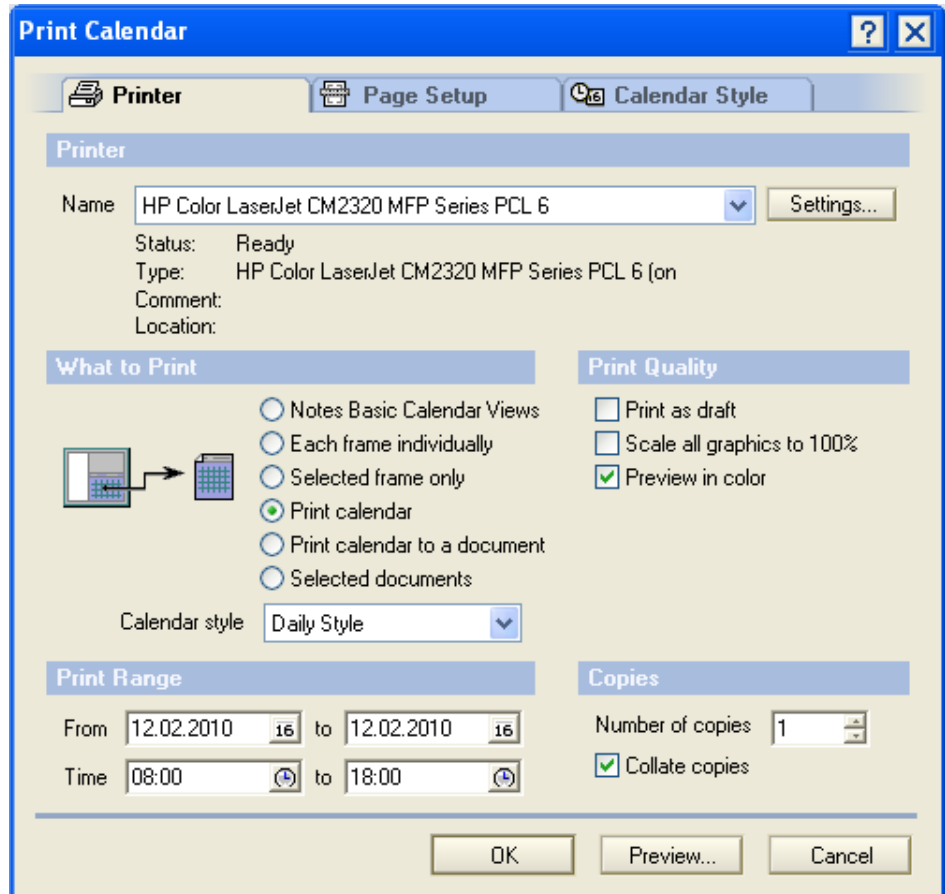 Print Calendar
Printer
Page Setup
16
Calendar Style
Printer
Name
HP Color LaserJet CM2320 MFP Series PCL 6
Settings...
Status: Ready
Type: HP Color LaserJet CM2320 MFP Series PCL 6 (on
Comment:
Location:
What to Print
Notes Basic Calendar Views
Each frame individually
Selected frame only
Print calendar
Print calendar to a document
Selected documents
Calendar style Daily Style
Print Quality
Print as draft
Scale all graphics to 100%
Preview in color
Print Range
From 12.02.2010 16 to 12.02.2010 16
Time 08:00 to 18:00
Copies
Number of copies 1
Collate copies
OK
Preview...
Cancel